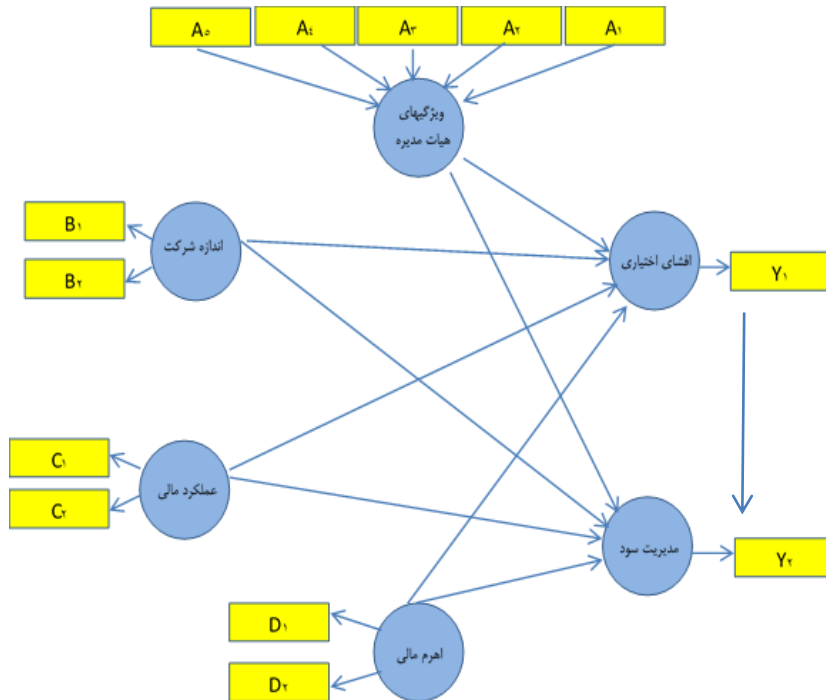 A۵ A۴ A۳ A۲ A۱
ویژگیهای
هیات مدیره
B۱
B۲
اندازه شرکت
افشای اختیاری
Y۱
C۱
C۲
عملکرد مالی
مدیریت سود
Y۲
D۱
D۲
اهرم مالی